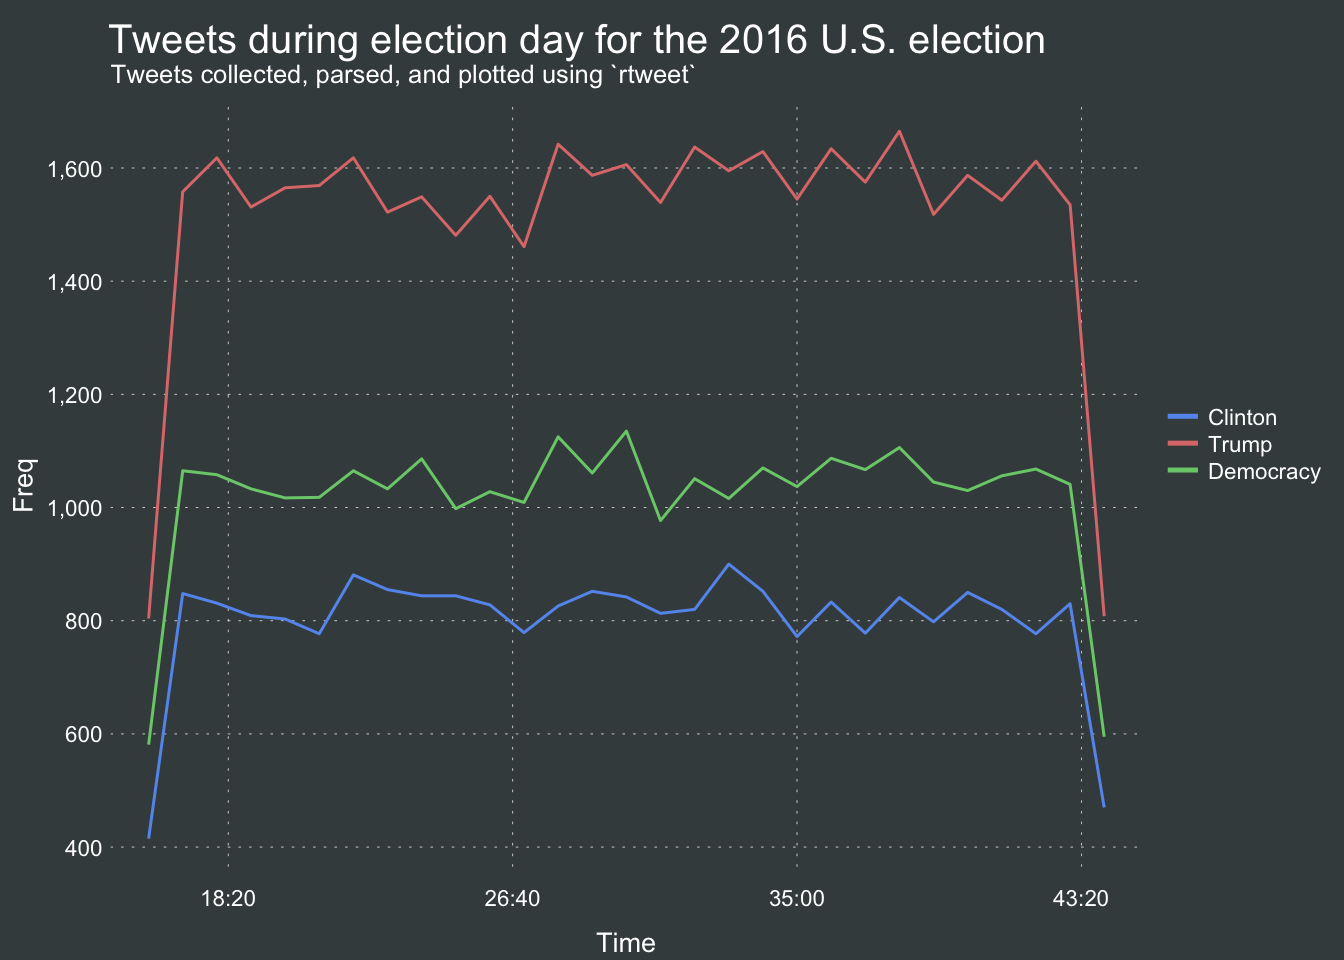 Tweets during election day for the 2016 U.S. election
Tweets collected, parsed, and plotted using `rtweet`
1,600
1,400
1,200
1,000
800
600
400
Freq
18:20
26:40
35:00
43:20
Time
Clinton
Trump
Democracy